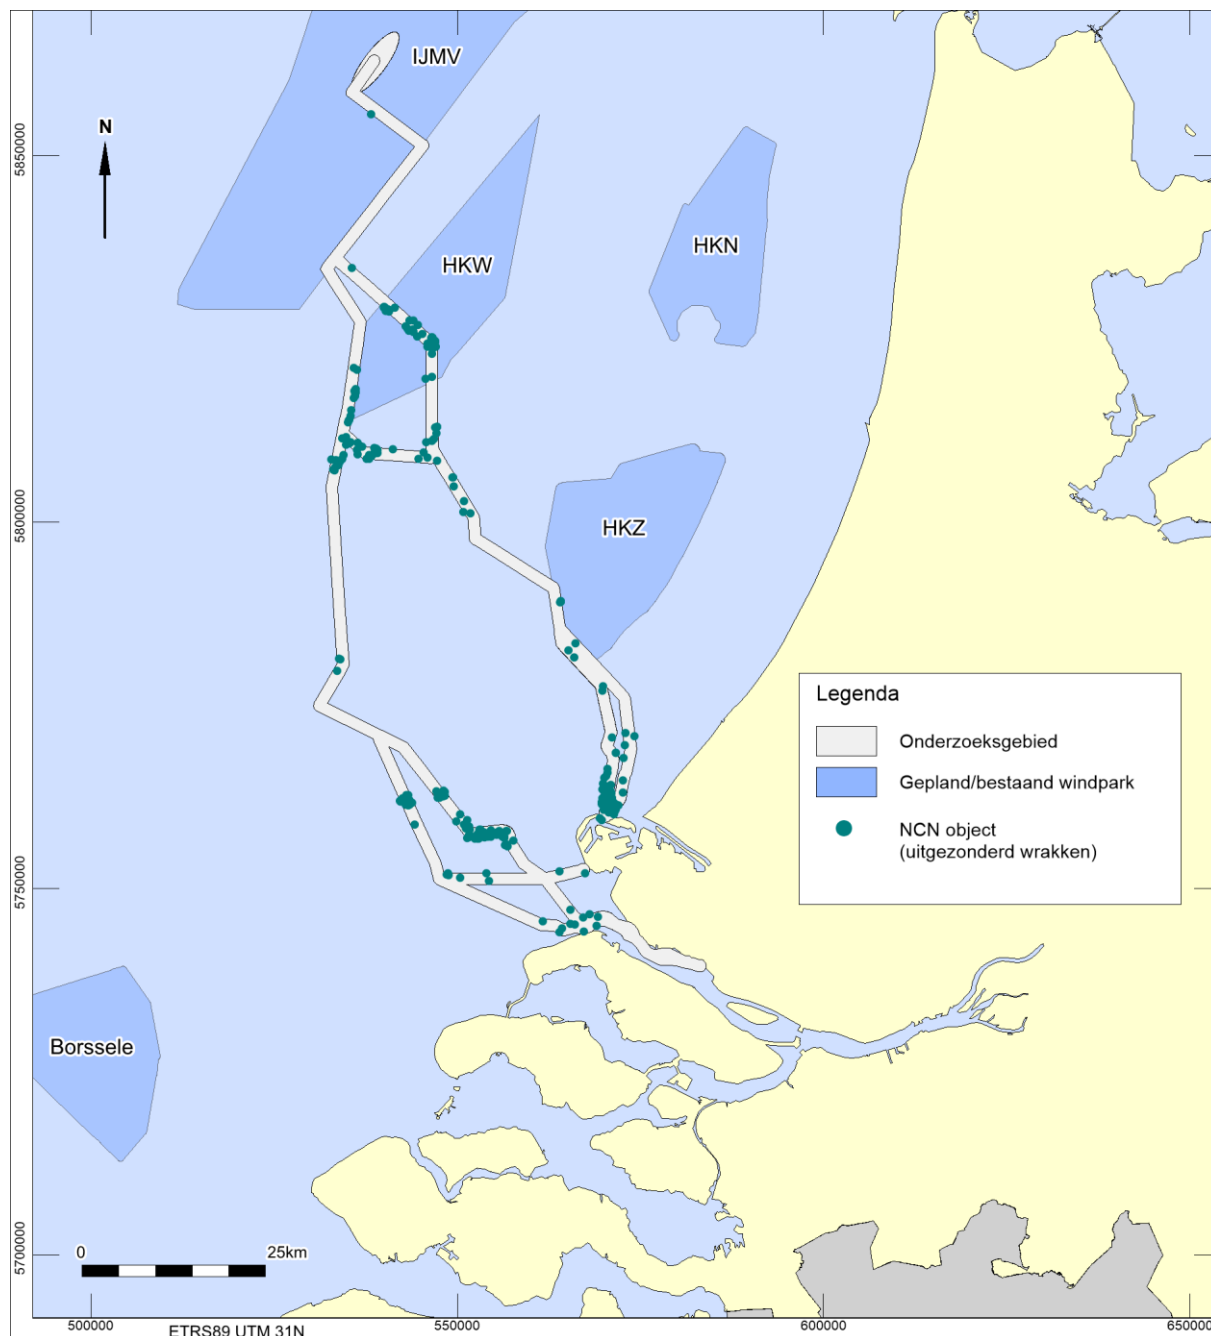 IJMV
N
5850000
HKN
HKW
5800000
HKZ
Legenda
Onderzoeksgebied
Gepland/bestaand windpark
NCN object
(uitgezonderd wrakken)
5750000
Borssele
0 25km
5700000
500000 550000 600000 650000
ETRS89 UTM 31N